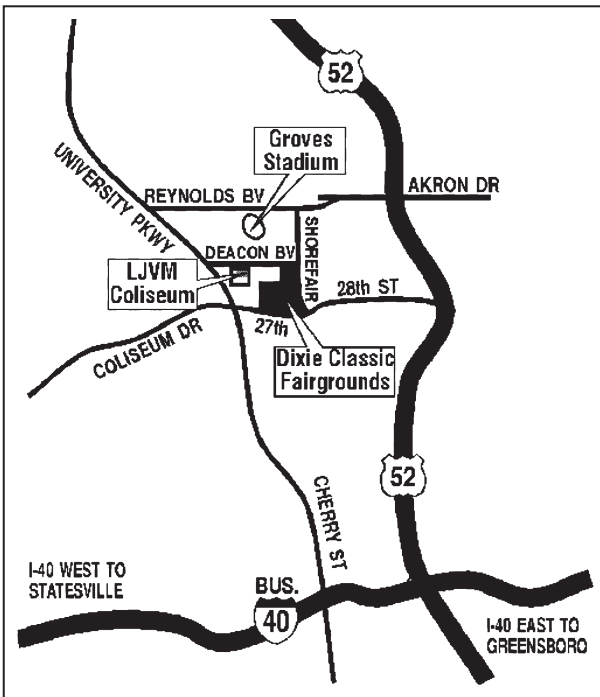 52
Groves
Stadium
UNIVERSITY PKWY
REYNOLDS BV
AKRON DR
DEACON BV
SHOREFAIR
LJVM
Coliseum
28th ST
27th
COLISEUM DR
Dixie Classic
Fairgrounds
52
CHERRY ST
I-40 WEST TO
STATESVILLE
BUS.
40
I-40 EAST TO
GREENSBORO